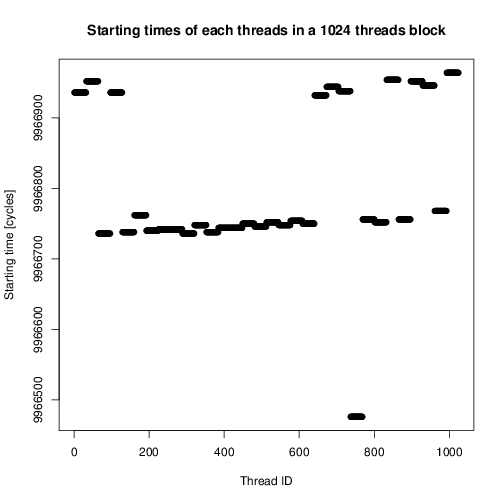 Starting times of each threads in a 1024 threads block
Starting time [cycles]
9966900
9966800
9966700
9966600
9966500
0 200 400 600 800 1000
Thread ID